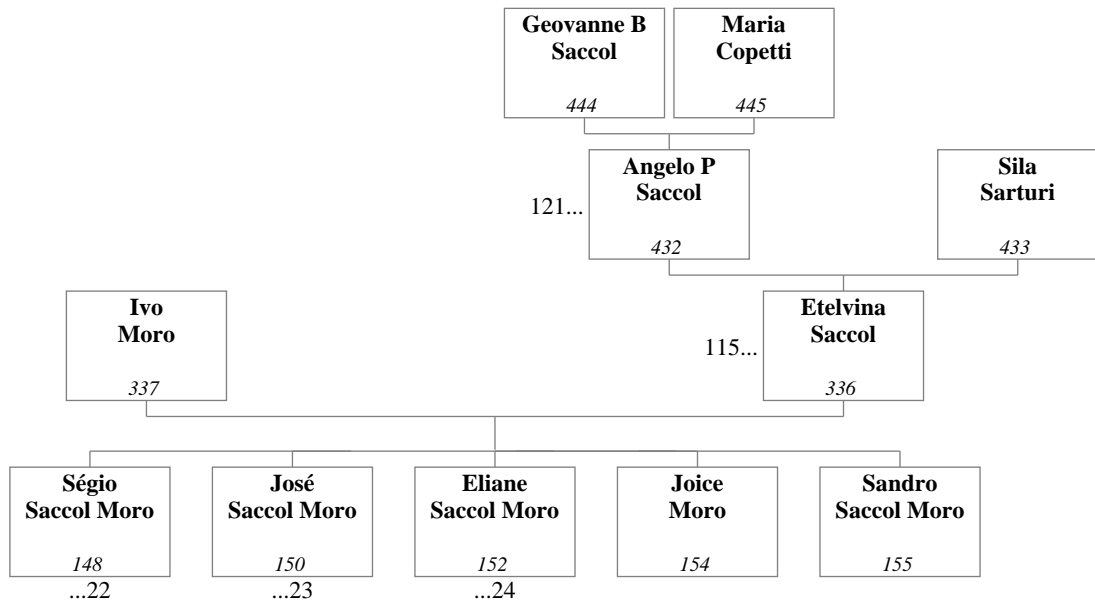 Geovanne B
Saccol
444
Maria
Copetti
445
121...
Angelo P
Saccol
432
Sila
Sarturi
433
Ivo
Moro
337
115...
Etelvina
Saccol
336
Ségio
Saccol Moro
148
...22
José
Saccol Moro
150
...23
Eliane
Saccol Moro
152
...24
Joice
Moro
154
Sandro
Saccol Moro
155